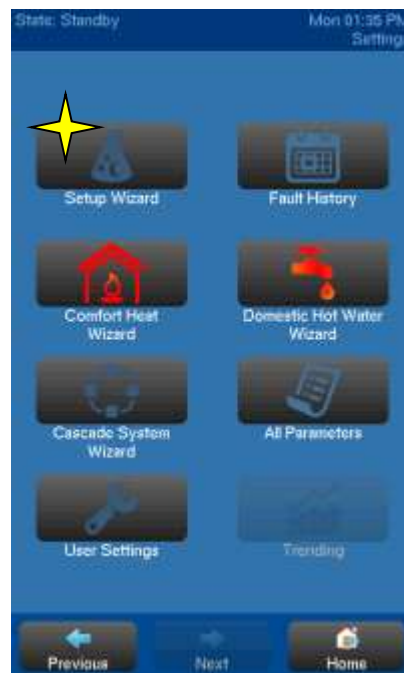 State: Standby
Mon 01:35 PM
Setting
Setup Wizard
Fault History
Comfort Heat
Wizard
Domestic Hot Water
Wizard
Cascade System
Wizard
All Parameters
User Settings
Trending
Previous
Next
Home